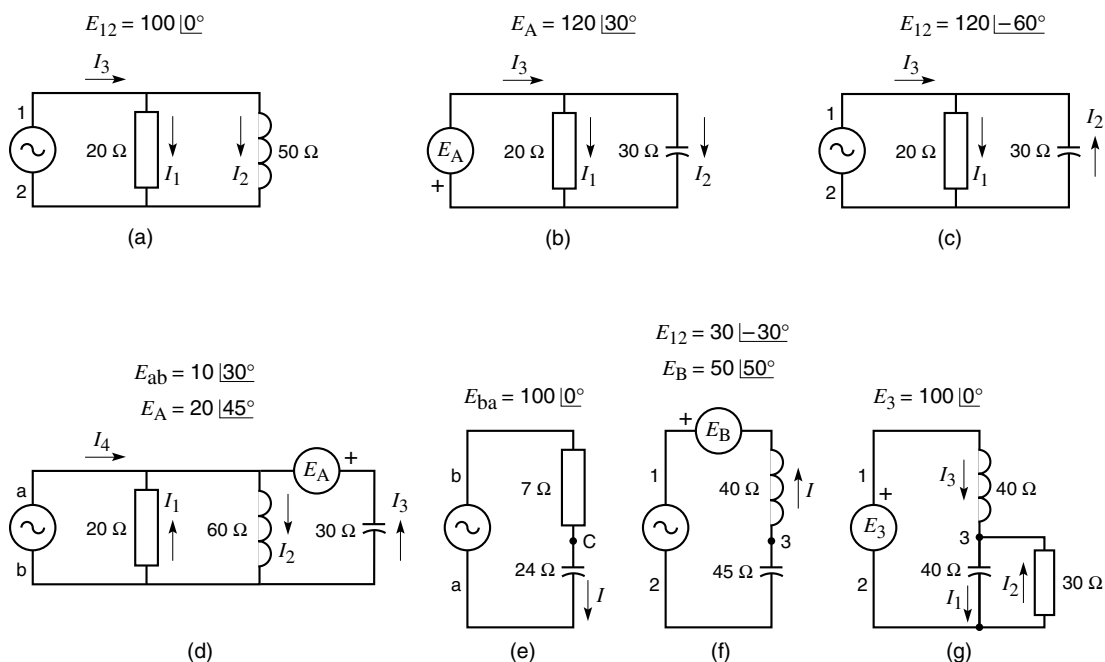 E12 = 100 |0°
I3
1
2
20 Ω
I1
I2
50 Ω
(a)
EA = 120 |30°
I3
EA
+
20 Ω
I1
30 Ω
I2
(b)
E12 = 120 |–60°
I3
1
2
20 Ω
I1
30 Ω
I2
(c)
Eab = 10 |30°
EA = 20 |45°
I4
a
b
20 Ω
I1
60 Ω
I2
EA
+
30 Ω
I3
(d)
Eba = 100 |0°
b
a
7 Ω
C
24 Ω
I
(e)
E12 = 30 |–30°
EB = 50 |50°
+
EB
1
2
40 Ω
I
3
45 Ω
(f)
E3 = 100 |0°
1
+
E3
2
I3
40 Ω
3
40 Ω
I1
I2
30 Ω
(g)